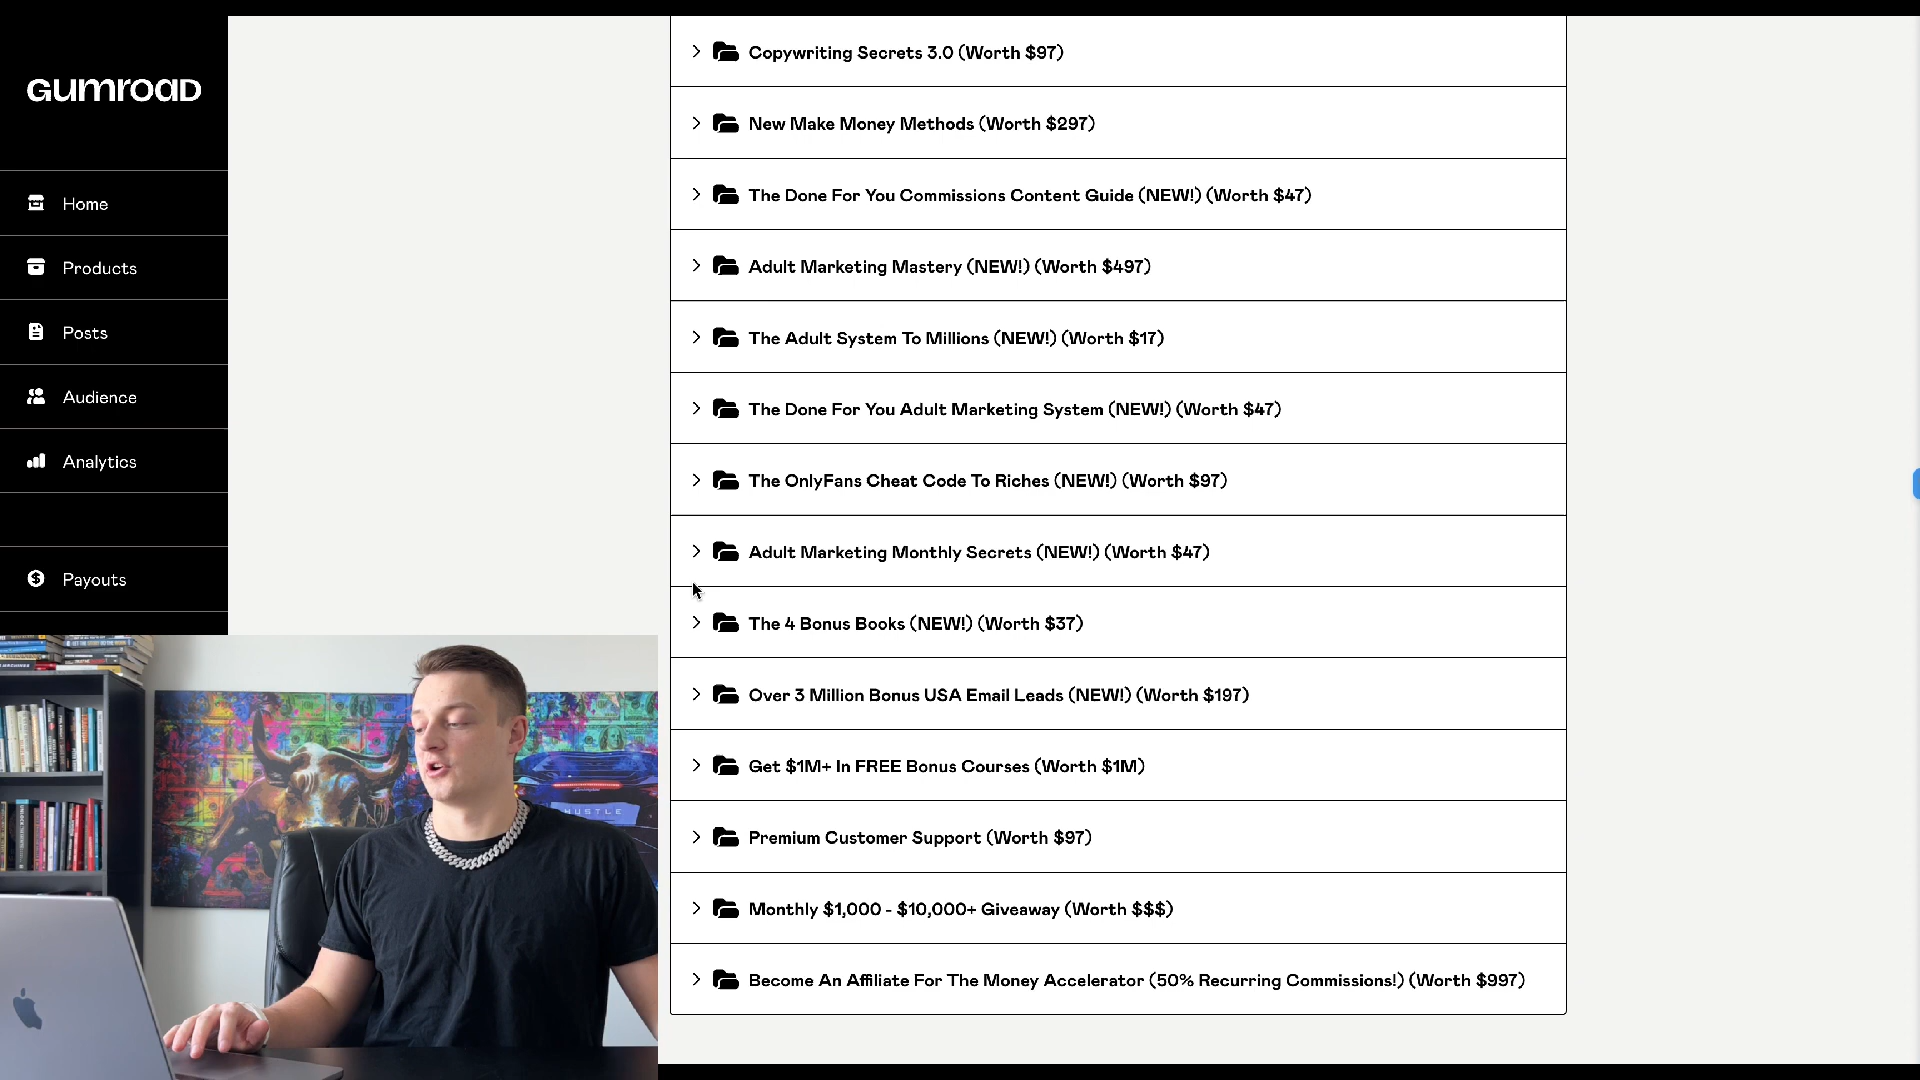 GUMROAD
Home
Products
Posts
Audience
Analytics
Payouts
Copywriting Secrets 3.0 (Worth $97)
New Make Money Methods (Worth $297)
The Done For You Commissions Content Guide (NEW!) (Worth $47)
Adult Marketing Mastery (NEW!) (Worth $497)
The Adult System To Millions (NEW!) (Worth $17)
The Done For You Adult Marketing System (NEW!) (Worth $47)
The OnlyFans Cheat Code To Riches (NEW!) (Worth $97)
Adult Marketing Monthly Secrets (NEW!) (Worth $47)
The 4 Bonus Books (NEW!) (Worth $37)
Over 3 Million Bonus USA Email Leads (NEW!) (Worth $197)
Get $1M+ In FREE Bonus Courses (Worth $1M)
Premium Customer Support (Worth $97)
Monthly $1,000 - $10,000+ Giveaway (Worth $$$)
Become An Affiliate For The Money Accelerator (50% Recurring Commissions!) (Worth $997)
HUSTLE